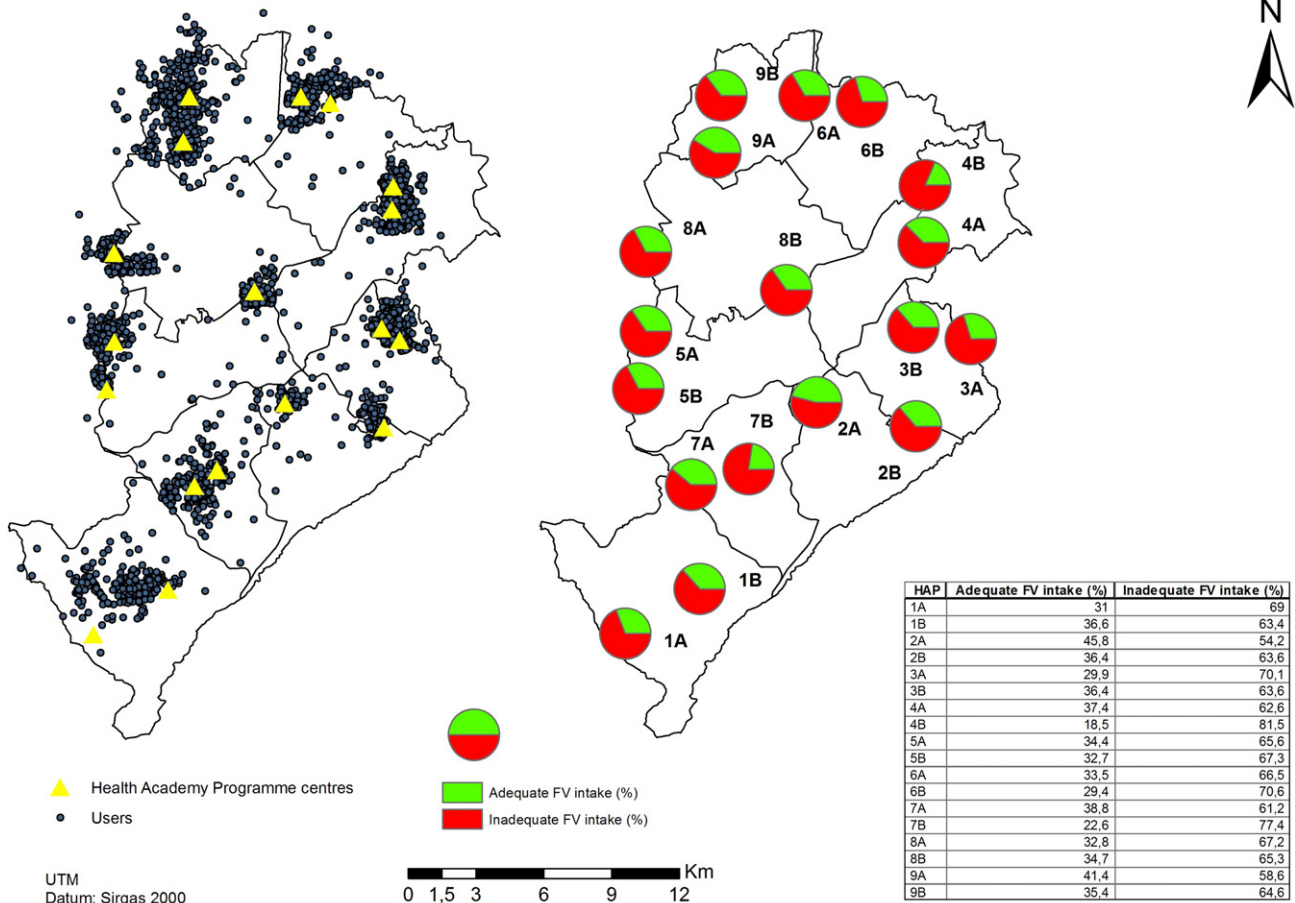 N
9B
6A
9A
6B
4B
4A
8A
8B
5A
3B
3A
5B
7B
2A
7A
2B
1B
1A
Health Academy Programme centres
Users
Adequate FV intake (%)
Inadequate FV intake (%)
UTM
Datum: Sirgas 2000
Km
0 1,5 3 6 9 12
HAP Adequate FV intake (%) Inadequate FV intake (%)
1A 31 69
1B 36,6 63,4
2A 45,8 54,2
2B 36,4 63,6
3A 29,9 70,1
3B 36,4 63,6
4A 37,4 62,6
4B 18,5 81,5
5A 34,4 65,6
5B 32,7 67,3
6A 33,5 66,5
6B 29,4 70,6
7A 38,8 61,2
7B 22,6 77,4
8A 32,8 67,2
8B 34,7 65,3
9A 41,4 58,6
9B 35,4 64,6